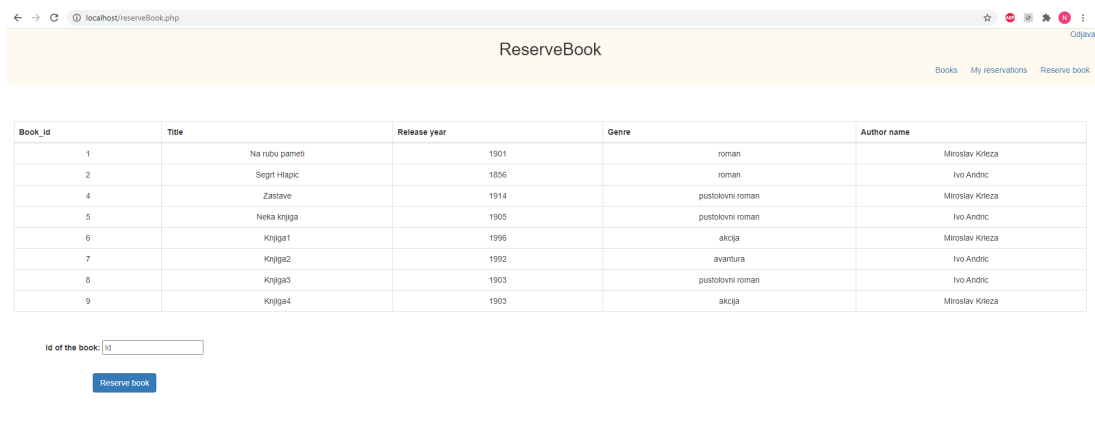 localhost/reserveBook.php
ABP
N
Odjava
ReserveBook
Books My reservations Reserve book
Book_id Title Release year Genre Author name
1 Na rubu pameti 1901 roman Miroslav Krleza
2 Segrt Hlapic 1856 roman Ivo Andric
4 Zastave 1914 pustolovni roman Miroslav Krleza
5 Neka knjiga 1905 pustolovni roman Ivo Andric
6 Knjiga1 1996 akcija Miroslav Krleza
7 Knjiga2 1992 avantura Ivo Andric
8 Knjiga3 1903 pustolovni roman Ivo Andric
9 Knjiga4 1903 akcija Miroslav Krleza
Id of the book: Id
Reserve book